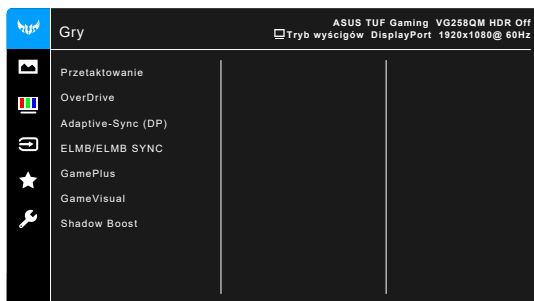 Gry
ASUS TUF Gaming VG258QM HDR Off
Tryb wyścigów DisplayPort 1920x1080@ 60Hz
Przetaktowanie
OverDrive
Adaptive-Sync (DP)
ELMB/ELMB SYNC
GamePlus
GameVisual
Shadow Boost